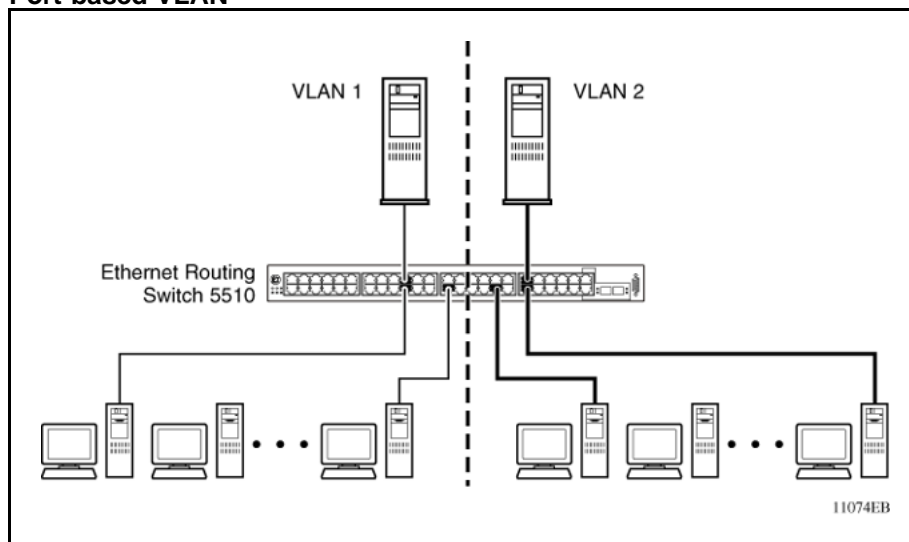 Port-based VLAN
VLAN 1
VLAN 2
Ethernet Routing
Switch 5510
11074EB